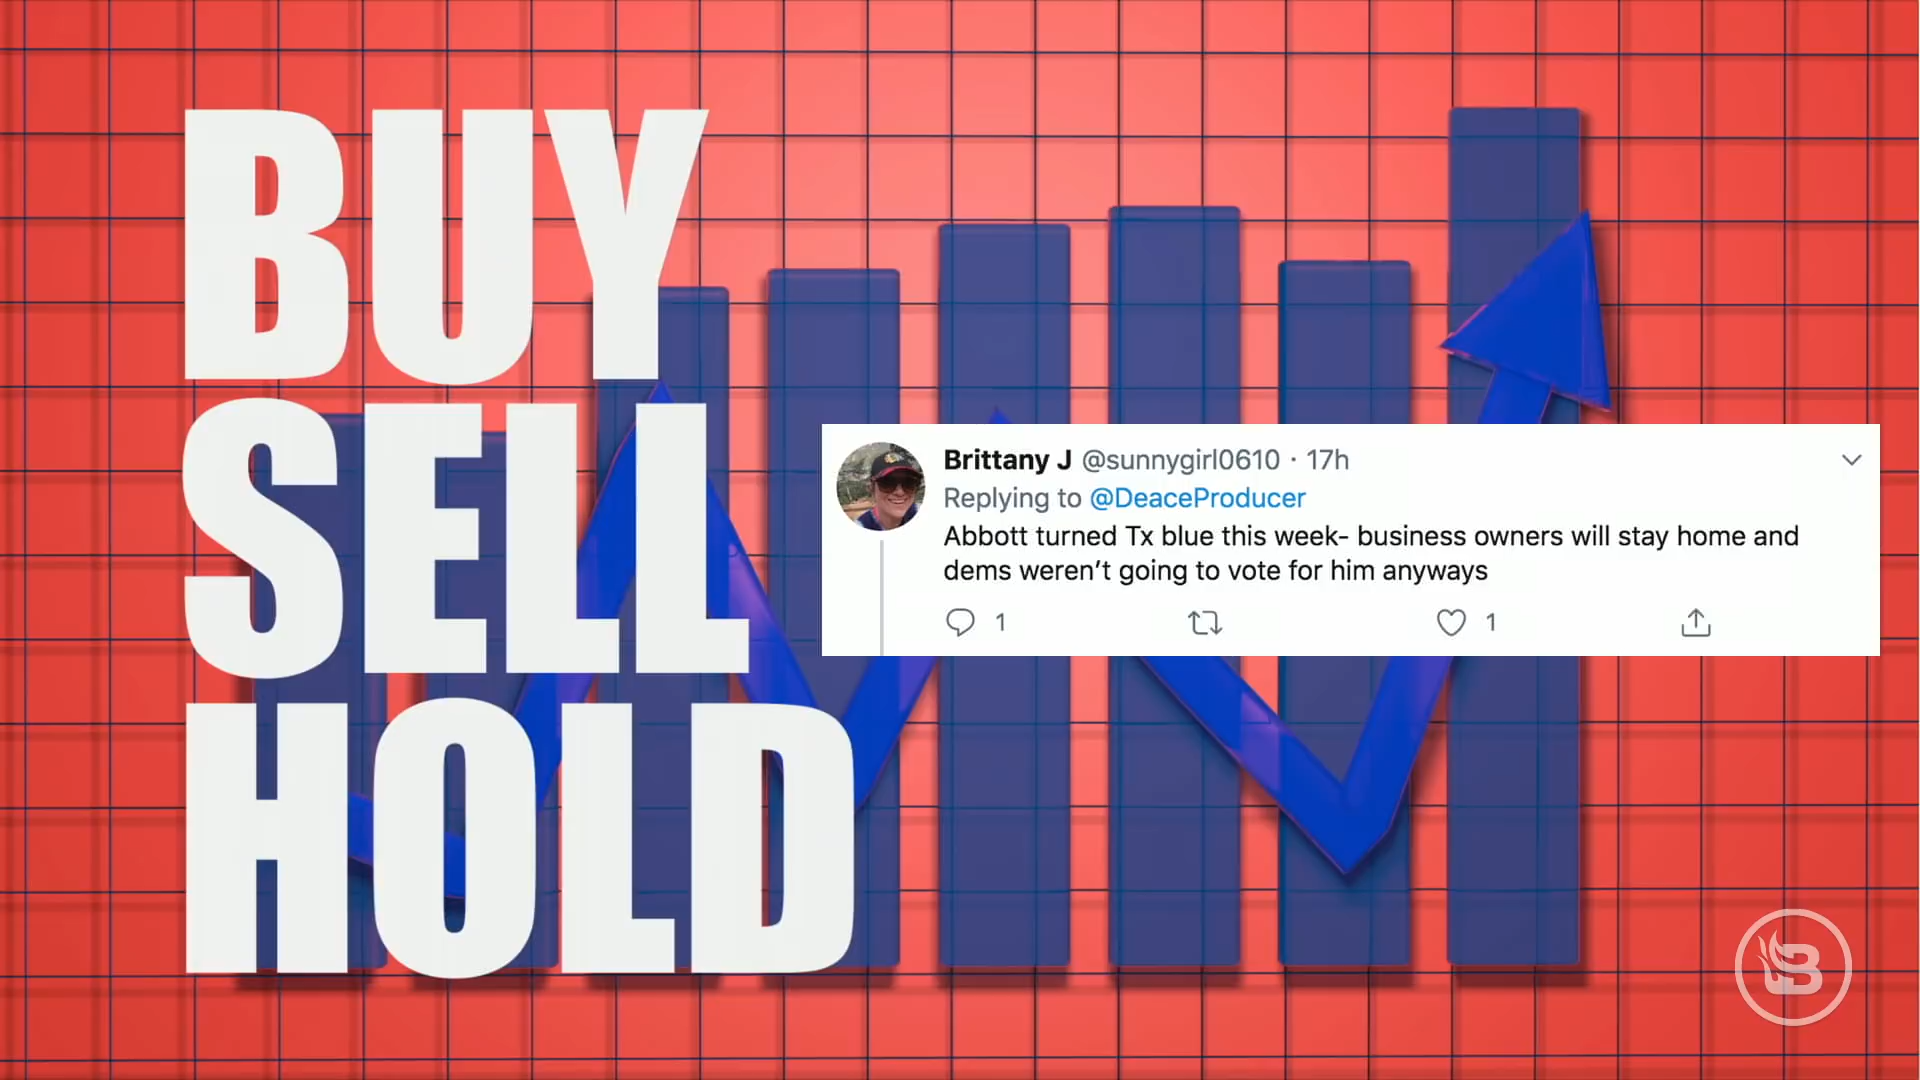 BUY
SELL
HOLD
Brittany J @sunnygirl0610 · 17h
Replying to @DeaceProducer
Abbott turned Tx blue this week- business owners will stay home and
dems weren’t going to vote for him anyways
1 1
B